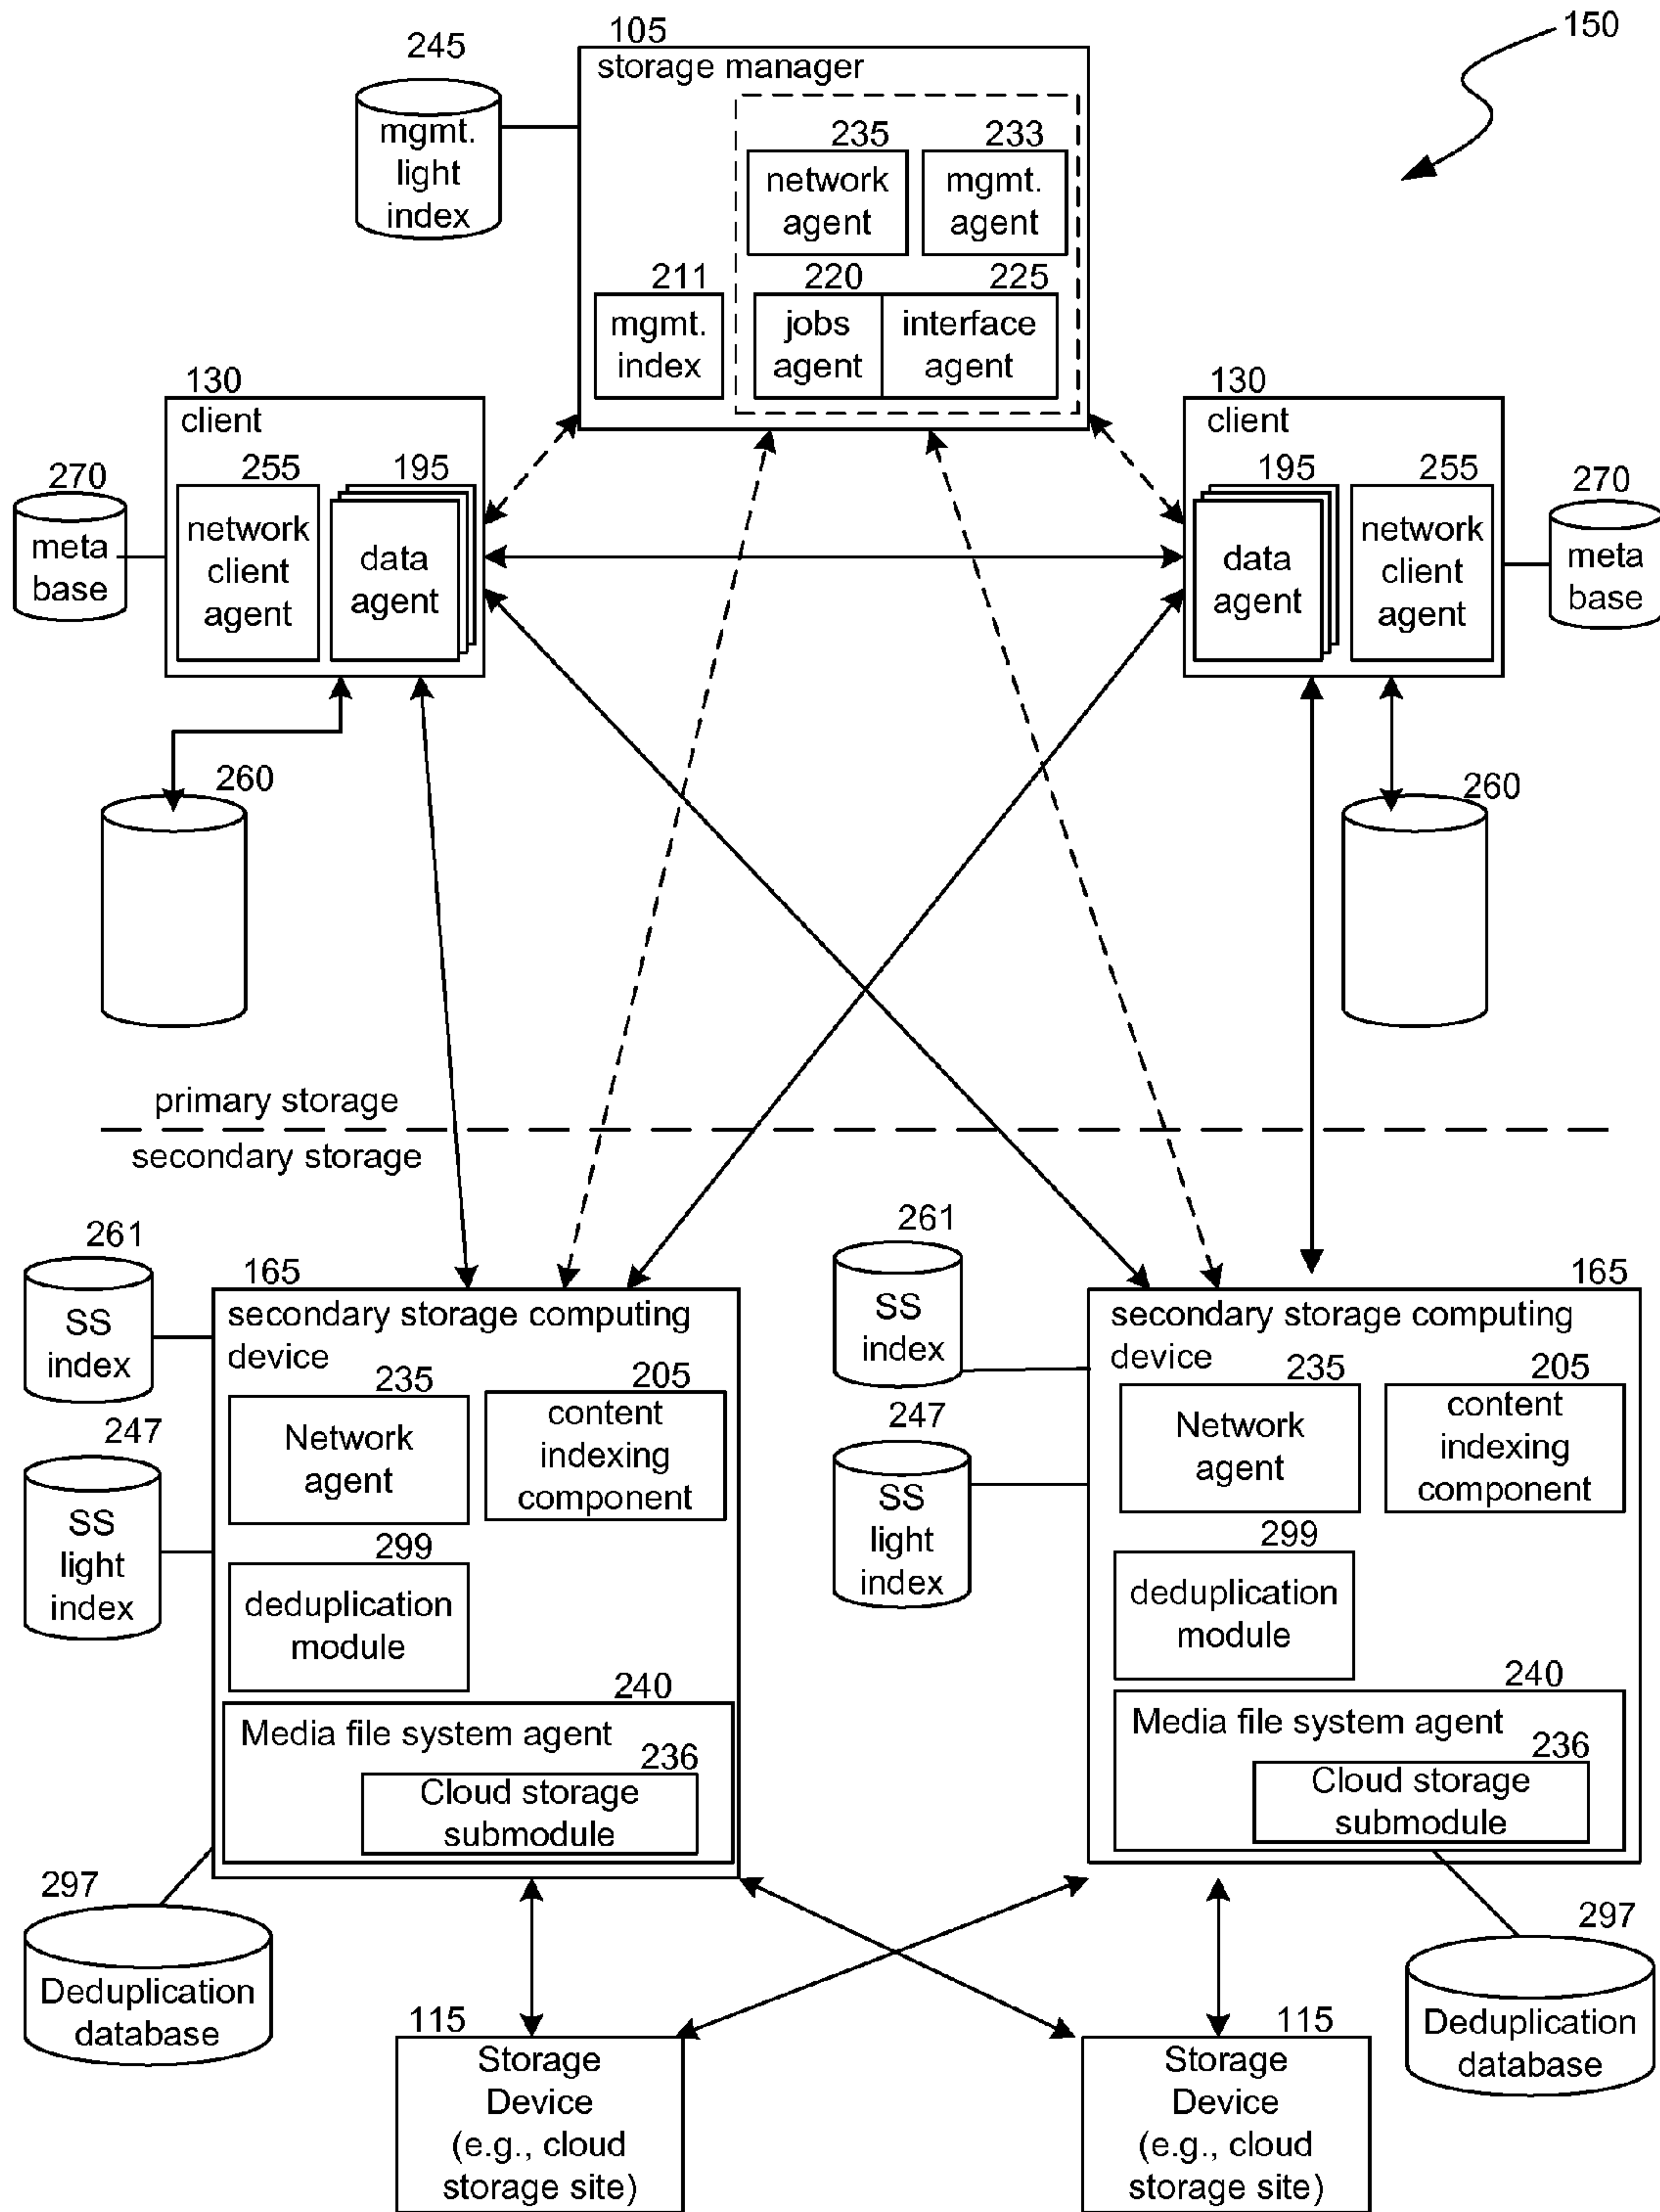 150
105
storage manager
245
mgmt.
light
index
235
network
agent
233
mgmt.
agent
211
mgmt.
index
220
jobs
agent
225
interface
agent
130
client
255
network
client
agent
195
data
agent
270
meta
base
130
client
195
data
agent
255
network
client
agent
270
meta
base
260
260
primary storage
secondary storage
261
SS
index
247
SS
light
index
165
secondary storage computing
device
235
Network
agent
205
content
indexing
component
299
deduplication
module
240
Media file system agent
236
Cloud storage
submodule
297
Deduplication
database
261
SS
index
247
SS
light
index
165
secondary storage computing
device
235
Network
agent
205
content
indexing
component
299
deduplication
module
240
Media file system agent
236
Cloud storage
submodule
297
Deduplication
database
115
Storage
Device
(e.g., cloud
storage site)
115
Storage
Device
(e.g., cloud
storage site)